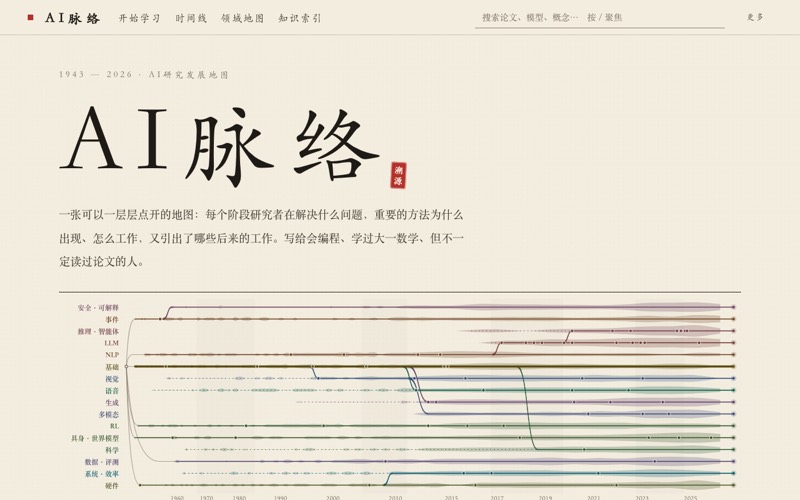 AI脉络 开始学习 时间线 领域地图 知识索引 搜索论文、模型、概念… 按 / 聚焦 更多
1943 — 2026 · AI研究发展地图
AI脉络
溯源
一张可以一层层点开的地图：每个阶段研究者在解决什么问题，重要的方法为什么
出现、怎么工作，又引出了哪些后来的工作。写给会编程、学过大一数学、但不一
定读过论文的人。
安全 · 可解释
事件
推理 · 智能体
LLM
NLP
基础
视觉
语音
生成
多模态
RL
具身 · 世界模型
科学
数据 · 评测
系统 · 效率
硬件
1960 1970 1980 1990 2000 2010 2015 2017 2019 2021 2023 2025